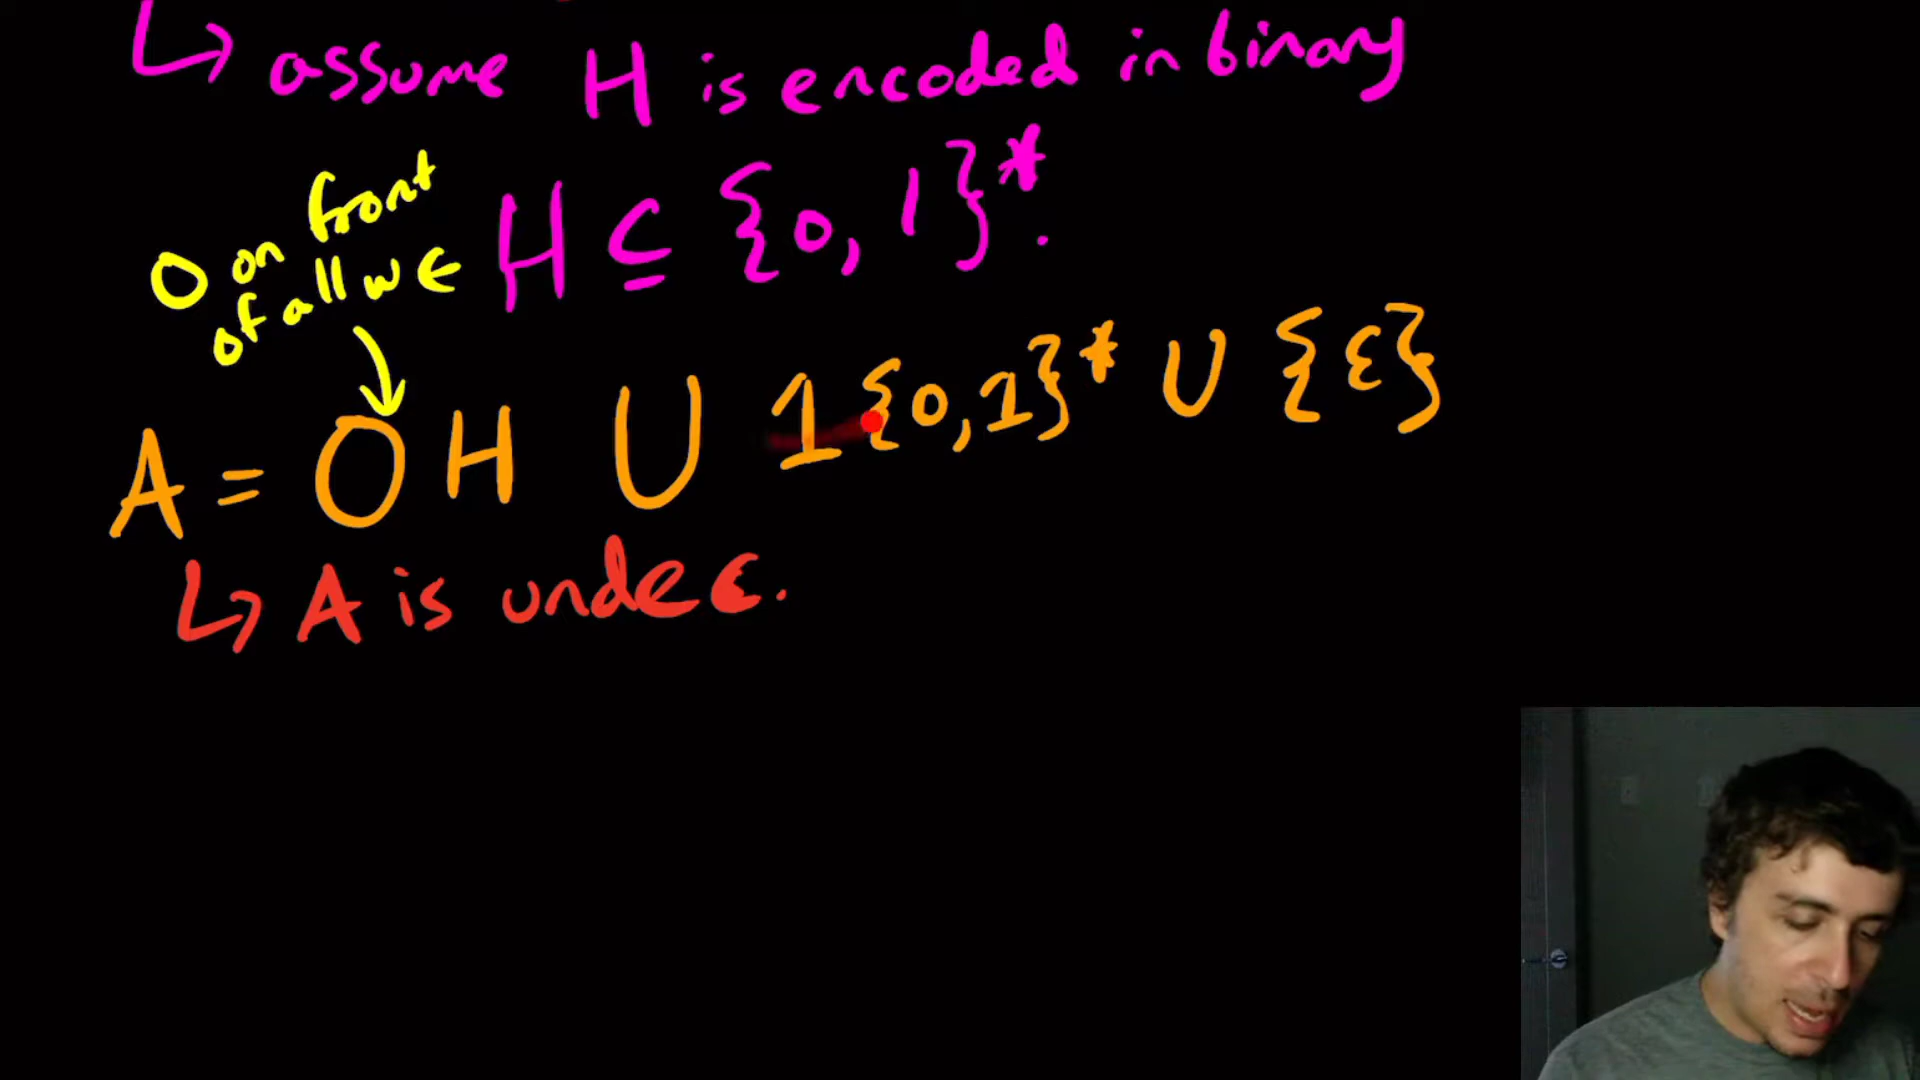 ↳ assume H is encoded in binary
H ⊆ {0, 1}*.
0 on front
of all w ∈
A = 0H ∪ 1{0,1}* ∪ {ε}
↳ A is undec.